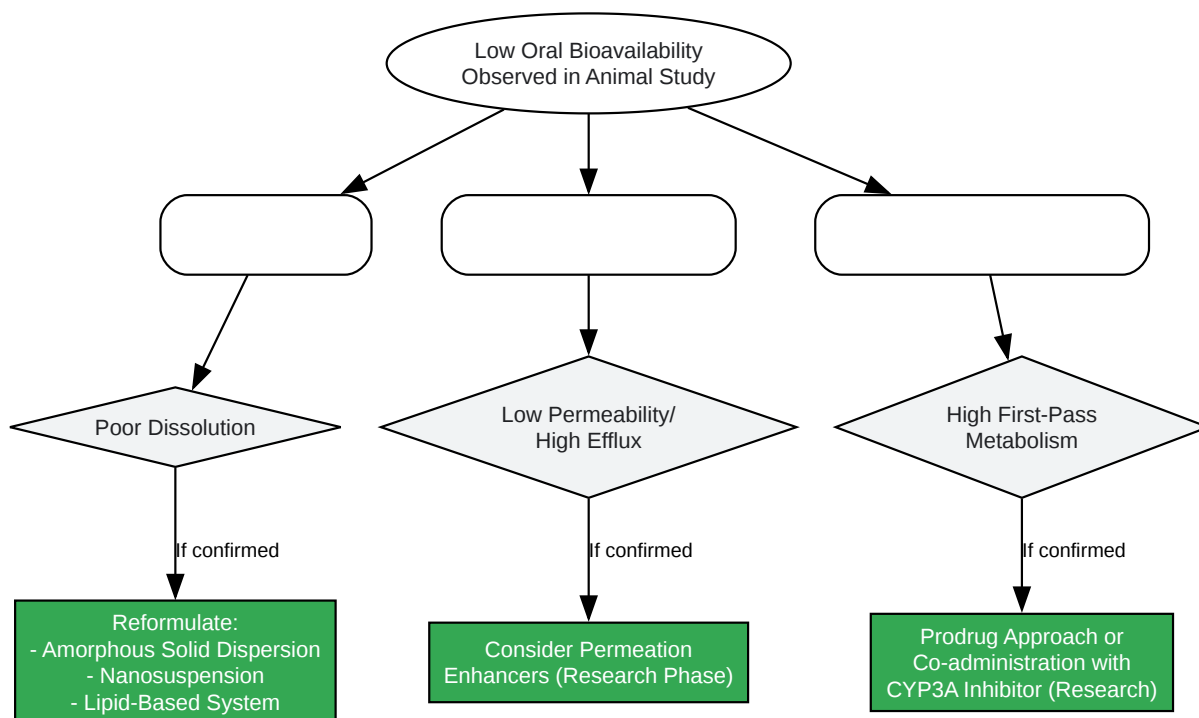 Low Oral Bioavailability
Observed in Animal Study
Poor Dissolution
Low Permeability/
High Efflux
High First-Pass
Metabolism
If confirmed
If confirmed
If confirmed
Reformulate:
- Amorphous Solid Dispersion
- Nanosuspension
- Lipid-Based System
Consider Permeation
Enhancers (Research Phase)
Prodrug Approach or
Co-administration with
CYP3A Inhibitor (Research)